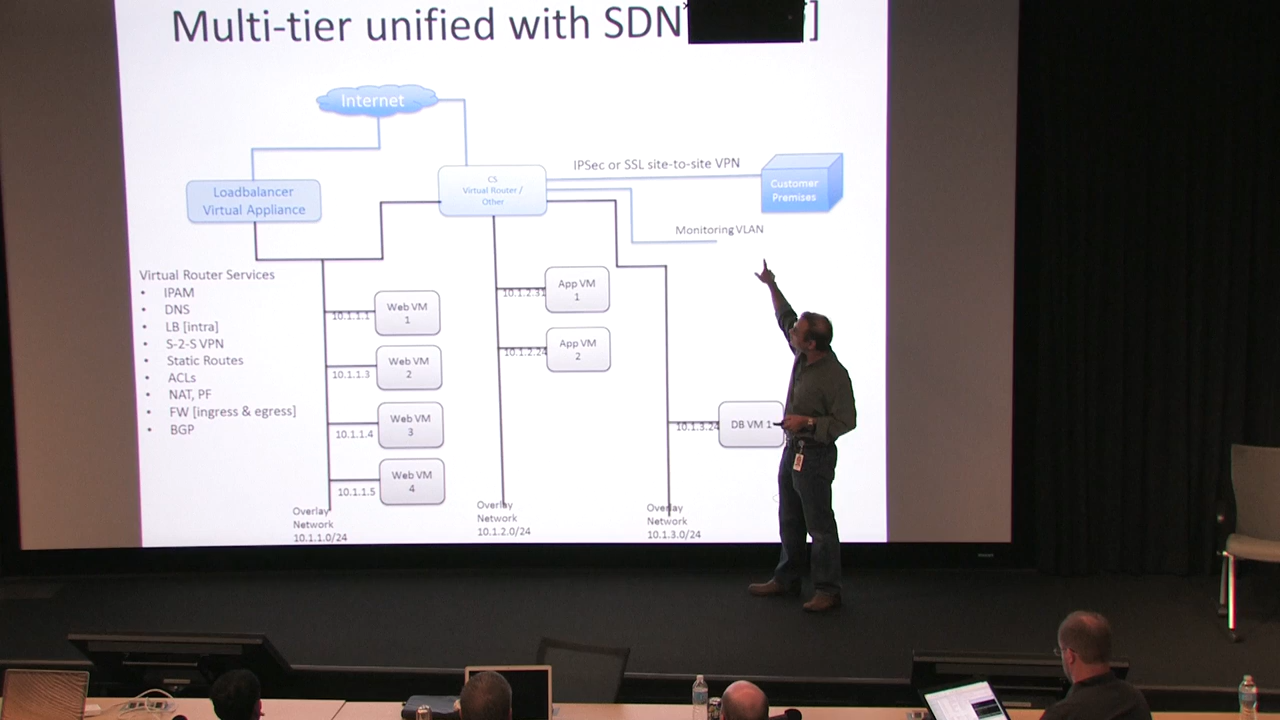 Multi-tier unified with SDN ]
Internet
IPSec or SSL site-to-site VPN
Customer
Premises
Loadbalancer
Virtual Appliance
CS
Virtual Router /
Other
Monitoring VLAN
Virtual Router Services
• IPAM
• DNS
• LB [intra]
• S-2-S VPN
• Static Routes
• ACLs
• NAT, PF
• FW [ingress & egress]
• BGP
10.1.1.1
Web VM
1
10.1.1.3
Web VM
2
10.1.1.4
Web VM
3
10.1.1.5
Web VM
4
Overlay
Network
10.1.1.0/24
10.1.2.31
App VM
1
10.1.2.24
App VM
2
Overlay
Network
10.1.2.0/24
10.1.3.24
DB VM 1
Overlay
Network
10.1.3.0/24